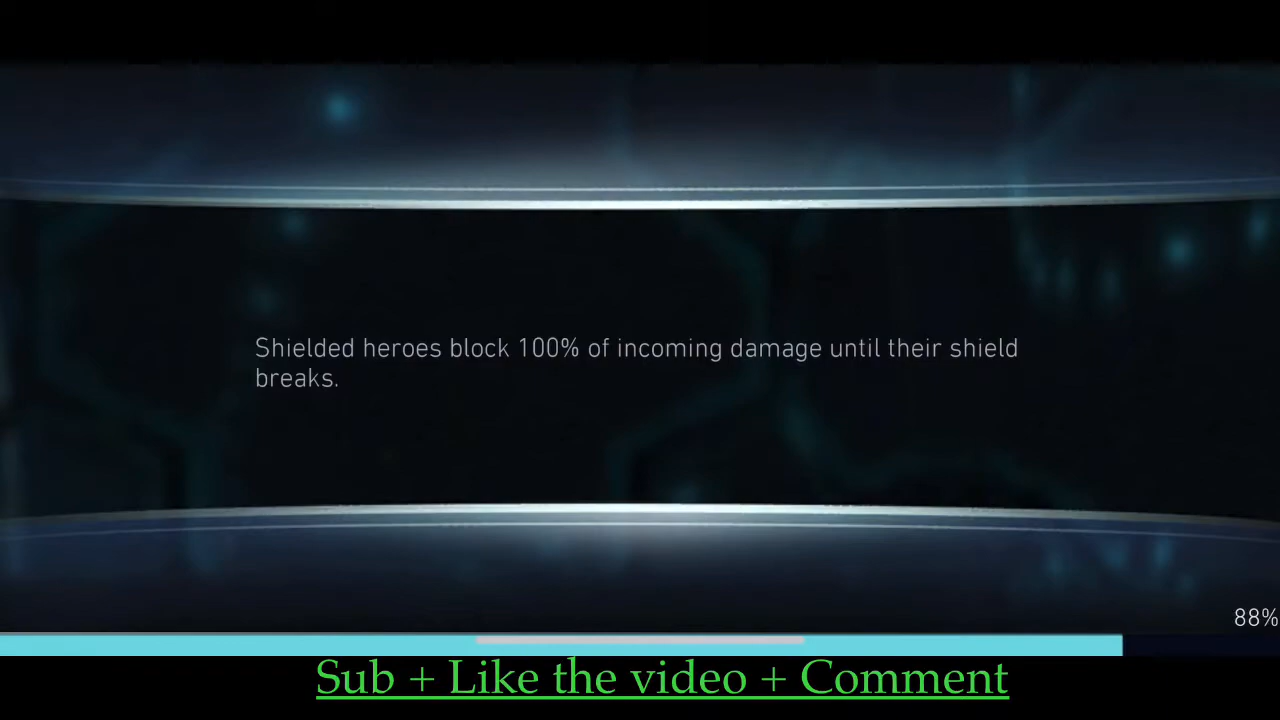 Shielded heroes block 100% of incoming damage until their shield
breaks.
88%
Sub + Like the video + Comment